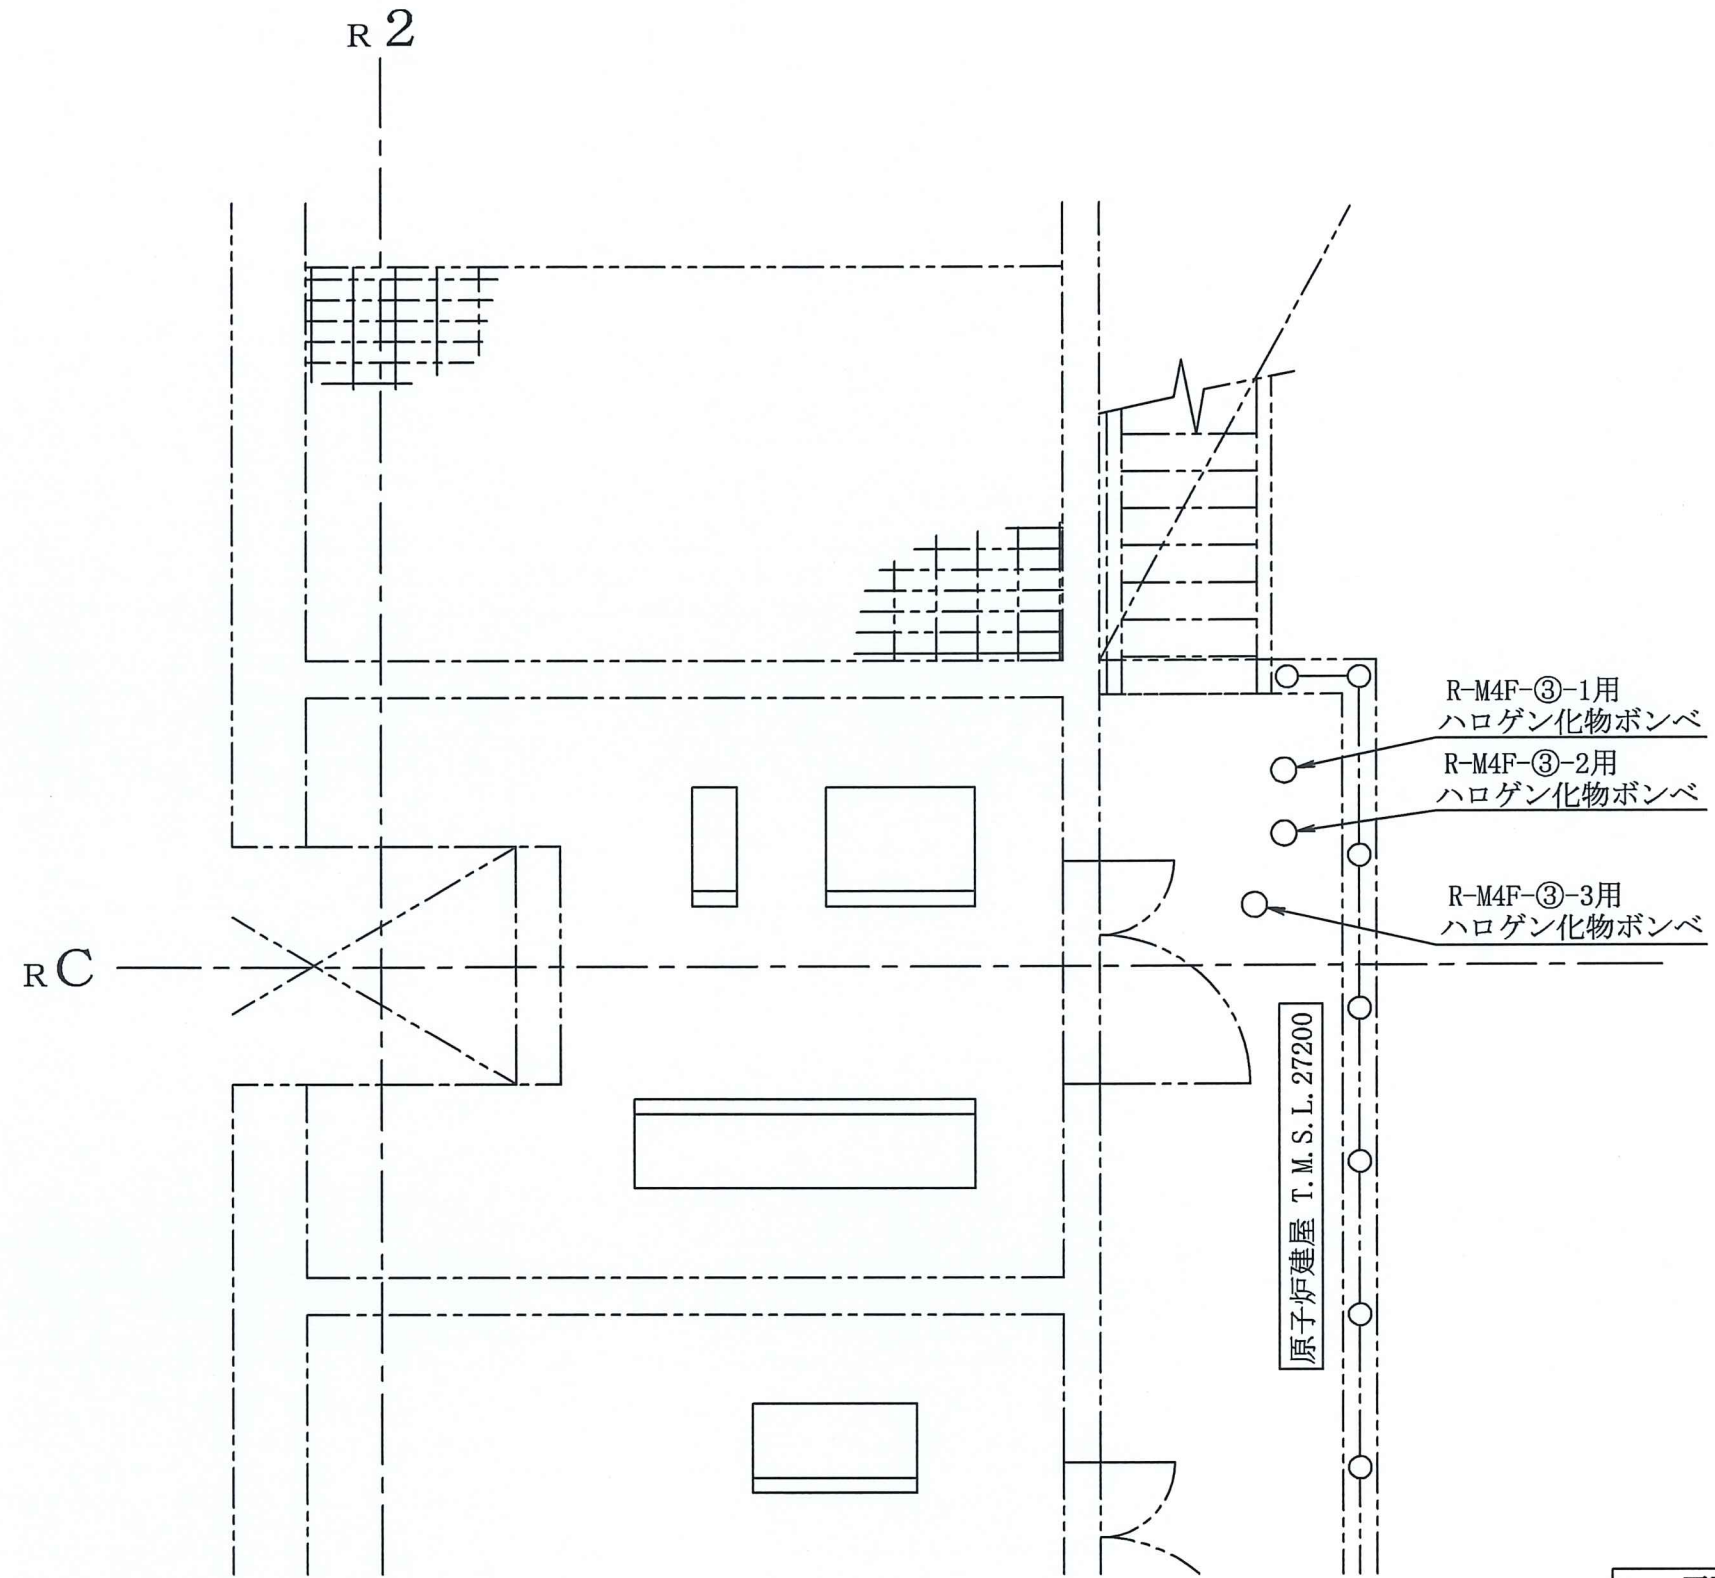 R2
R-M4F-③-1用
ハロゲン化物ボンベ
R-M4F-③-2用
ハロゲン化物ボンベ
R-M4F-③-3用
ハロゲン化物ボンベ
RC
原子炉建屋 T.M.S.L.27200